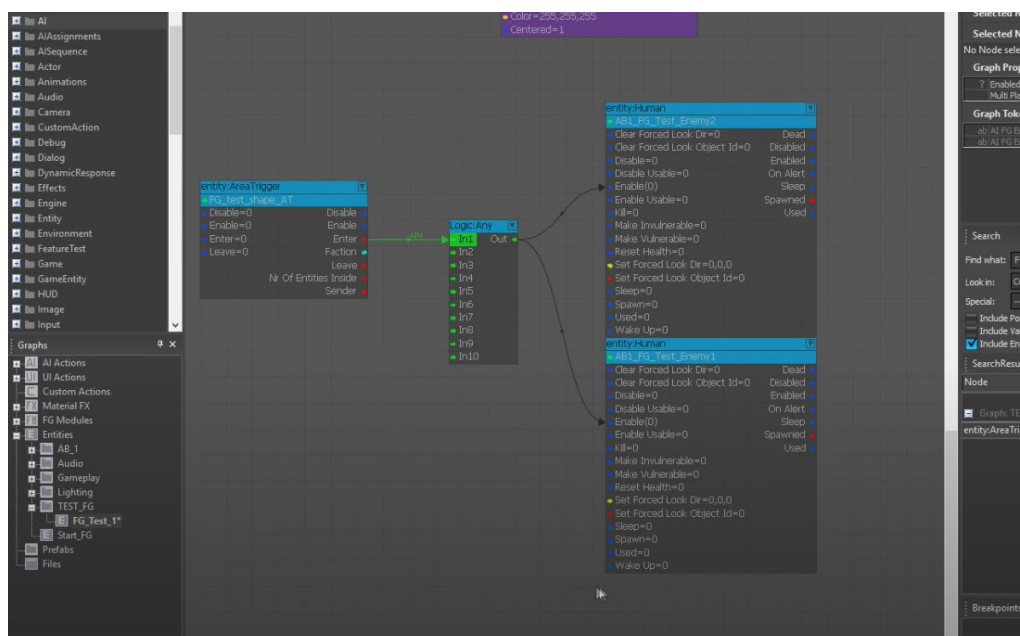 AI
AIAssignments
AISequence
Actor
Animations
Audio
Camera
CustomAction
Debug
Dialog
DynamicResponse
Effects
Engine
Entity
Environment
FeatureTest
Game
GameEntity
HUD
Image
Input
Graphs
AI Actions
UI Actions
Custom Actions
Material FX
FG Modules
Entities
AB_1
Audio
Gameplay
Lighting
TEST_FG
FG_Test_1*
Start_FG
Prefabs
Files
Color=255,255,255
Centered=1
entity:AreaTrigger
FG_test_shape_AT
Disable=0 Disable
Enable=0 Enable
Enter=0 Enter
Leave=0 Faction
Leave
Nr Of Entities Inside
Sender
Logic:Any
In1 Out
In2
In3
In4
In5
In6
In7
In8
In9
In10
entity:Human
AB1_FG_Test_Enemy2
Clear Forced Look Dir=0 Dead
Clear Forced Look Object Id=0 Disabled
Disable=0 Enabled
Disable Usable=0 On Alert
Enable(0) Sleep
Enable Usable=0 Spawned
Kill=0 Used
Make Invulnerable=0
Make Vulnerable=0
Reset Health=0
Set Forced Look Dir=0,0,0
Set Forced Look Object Id=0
Sleep=0
Spawn=0
Used=0
Wake Up=0
entity:Human
AB1_FG_Test_Enemy1
Clear Forced Look Dir=0 Dead
Clear Forced Look Object Id=0 Disabled
Disable=0 Enabled
Disable Usable=0 On Alert
Enable(0) Sleep
Enable Usable=0 Spawned
Kill=0 Used
Make Invulnerable=0
Make Vulnerable=0
Reset Health=0
Set Forced Look Dir=0,0,0
Set Forced Look Object Id=0
Sleep=0
Spawn=0
Used=0
Wake Up=0
Selected
Selected N
No Node sele
Graph Prop
? Enabled
Multi Pla
Graph Toke
ab AI FG E
ab AI FG E
Search
Find what: F
Look in:
Special:
Include Po
Include Va
Include En
SearchResu
Node
Graph: TE
entity:AreaTri
Breakpoints